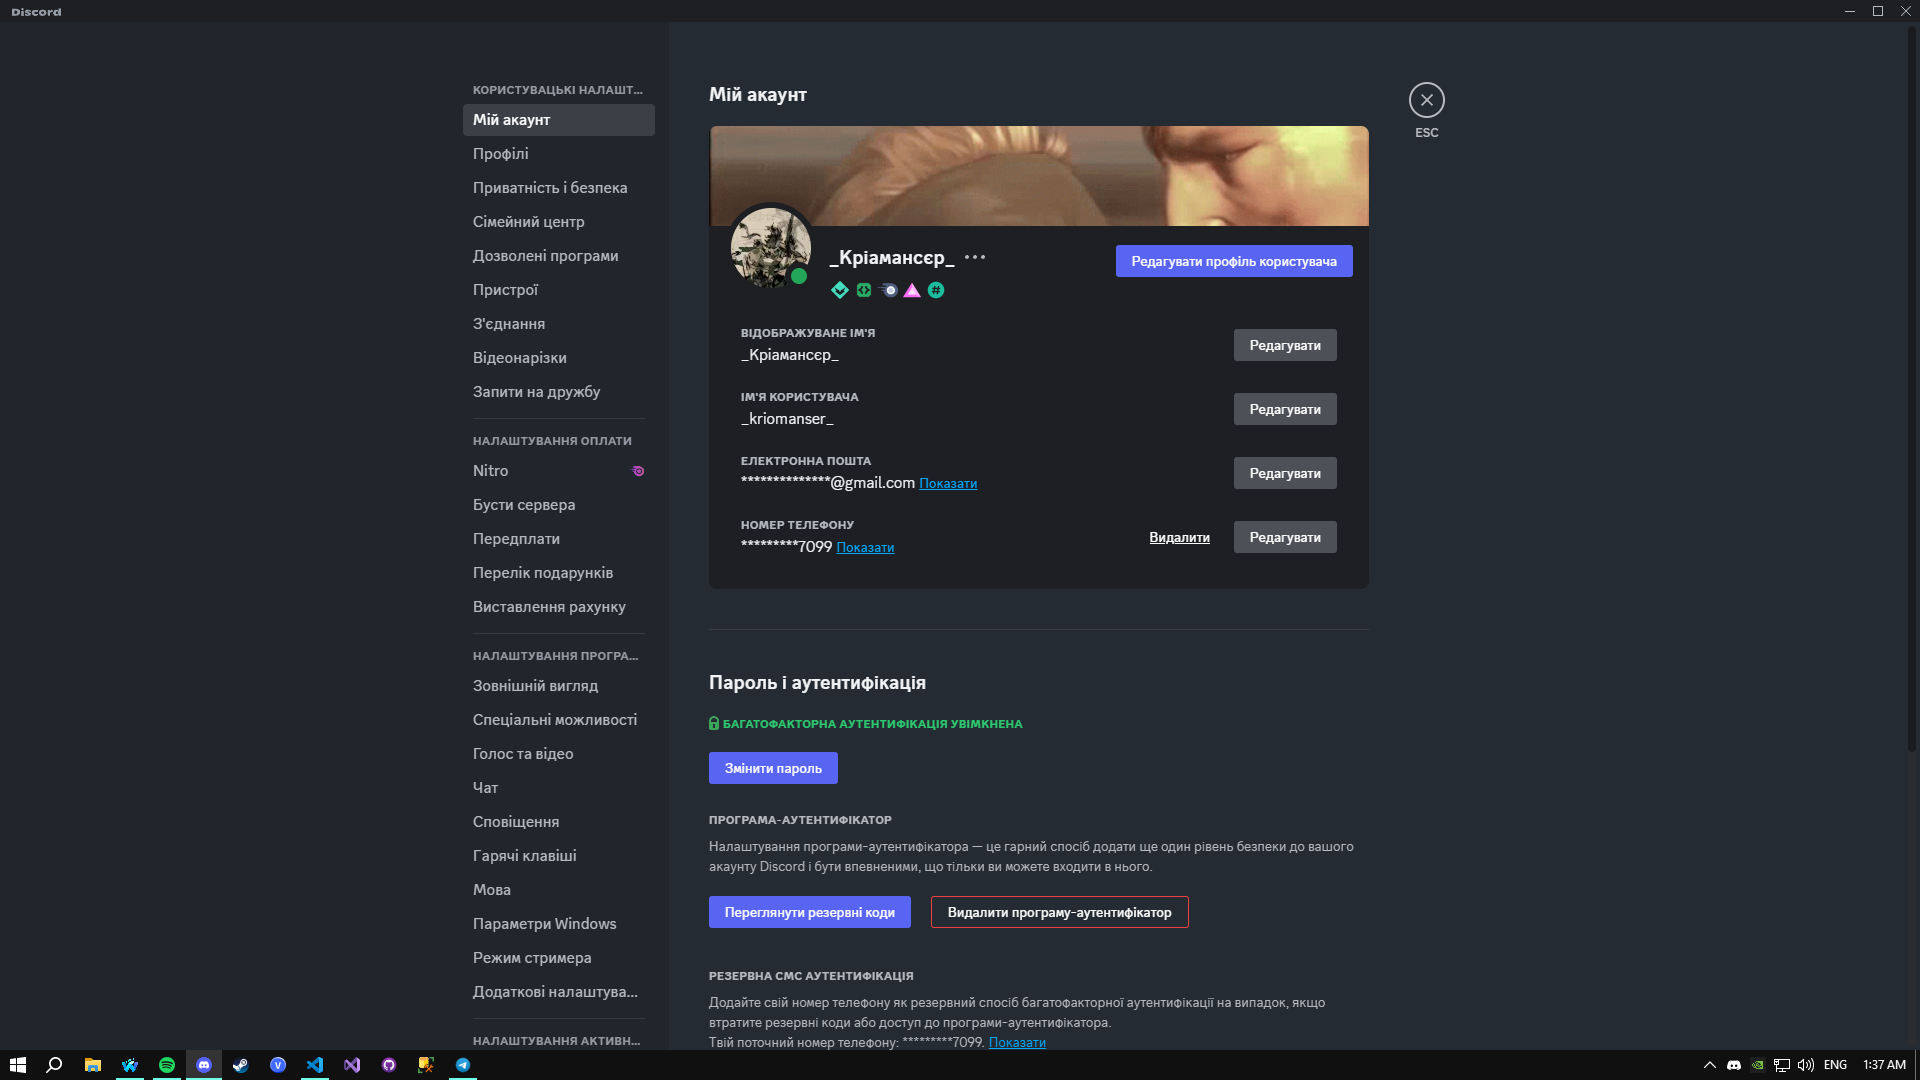 Discord
КОРИСТУВАЦЬКІ НАЛАШТ...
Мій акаунт
Профілі
Приватність і безпека
Сімейний центр
Дозволені програми
Пристрої
З'єднання
Відеонарізки
Запити на дружбу
НАЛАШТУВАННЯ ОПЛАТИ
Nitro
Бусти сервера
Передплати
Перелік подарунків
Виставлення рахунку
НАЛАШТУВАННЯ ПРОГРА...
Зовнішній вигляд
Спеціальні можливості
Голос та відео
Чат
Сповіщення
Гарячі клавіші
Мова
Параметри Windows
Режим стримера
Додаткові налаштува...
НАЛАШТУВАННЯ АКТИВН...
Мій акаунт
ESC
_Кріамансєр_
Редагувати профіль користувача
ВІДОБРАЖУВАНЕ ІМ'Я
_Кріамансєр_
Редагувати
ІМ'Я КОРИСТУВАЧА
_kriomanser_
Редагувати
ЕЛЕКТРОННА ПОШТА
**************@gmail.com Показати
Редагувати
НОМЕР ТЕЛЕФОНУ
*********7099 Показати
Видалити
Редагувати
Пароль і аутентифікація
БАГАТОФАКТОРНА АУТЕНТИФІКАЦІЯ УВІМКНЕНА
Змінити пароль
ПРОГРАМА-АУТЕНТИФІКАТОР
Налаштування програми-аутентифікатора — це гарний спосіб додати ще один рівень безпеки до вашого
акаунту Discord і бути впевненими, що тільки ви можете входити в нього.
Переглянути резервні коди
Видалити програму-аутентифікатор
РЕЗЕРВНА СМС АУТЕНТИФІКАЦІЯ
Додайте свій номер телефону як резервний спосіб багатофакторної аутентифікації на випадок, якщо
втратите резервні коди або доступ до програми-аутентифікатора.
Твій поточний номер телефону: *********7099. Показати
ENG
1:37 AM